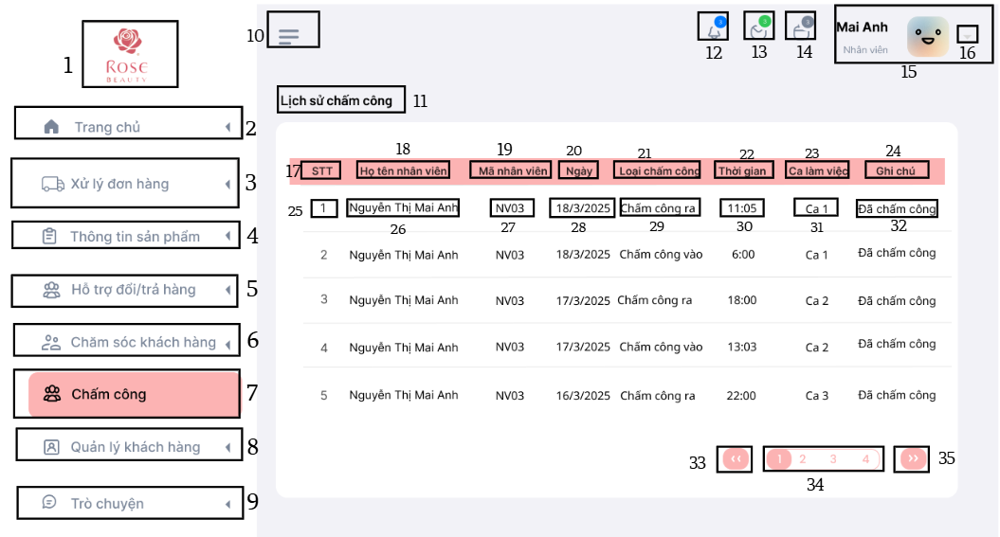 1
ROSE
BEAUTY
Trang chủ 2
Xử lý đơn hàng 3
Thông tin sản phẩm 4
Hỗ trợ đổi/trả hàng 5
Chăm sóc khách hàng 6
Chấm công 7
Quản lý khách hàng 8
Trò chuyện 9
10
12 13 14
Mai Anh
Nhân viên
15 16
Lịch sử chấm công 11
18 19 20 21 22 23 24
17 STT Họ tên nhân viên Mã nhân viên Ngày Loại chấm công Thời gian Ca làm việc Ghi chú
25 1 Nguyễn Thị Mai Anh NV03 18/3/2025 Chấm công ra 11:05 Ca 1 Đã chấm công
26 27 28 29 30 31 32
2 Nguyễn Thị Mai Anh NV03 18/3/2025 Chấm công vào 6:00 Ca 1 Đã chấm công
3 Nguyễn Thị Mai Anh NV03 17/3/2025 Chấm công ra 18:00 Ca 2 Đã chấm công
4 Nguyễn Thị Mai Anh NV03 17/3/2025 Chấm công vào 13:03 Ca 2 Đã chấm công
5 Nguyễn Thị Mai Anh NV03 16/3/2025 Chấm công ra 22:00 Ca 3 Đã chấm công
33 ‹‹ 1 2 3 4 ›› 35
34